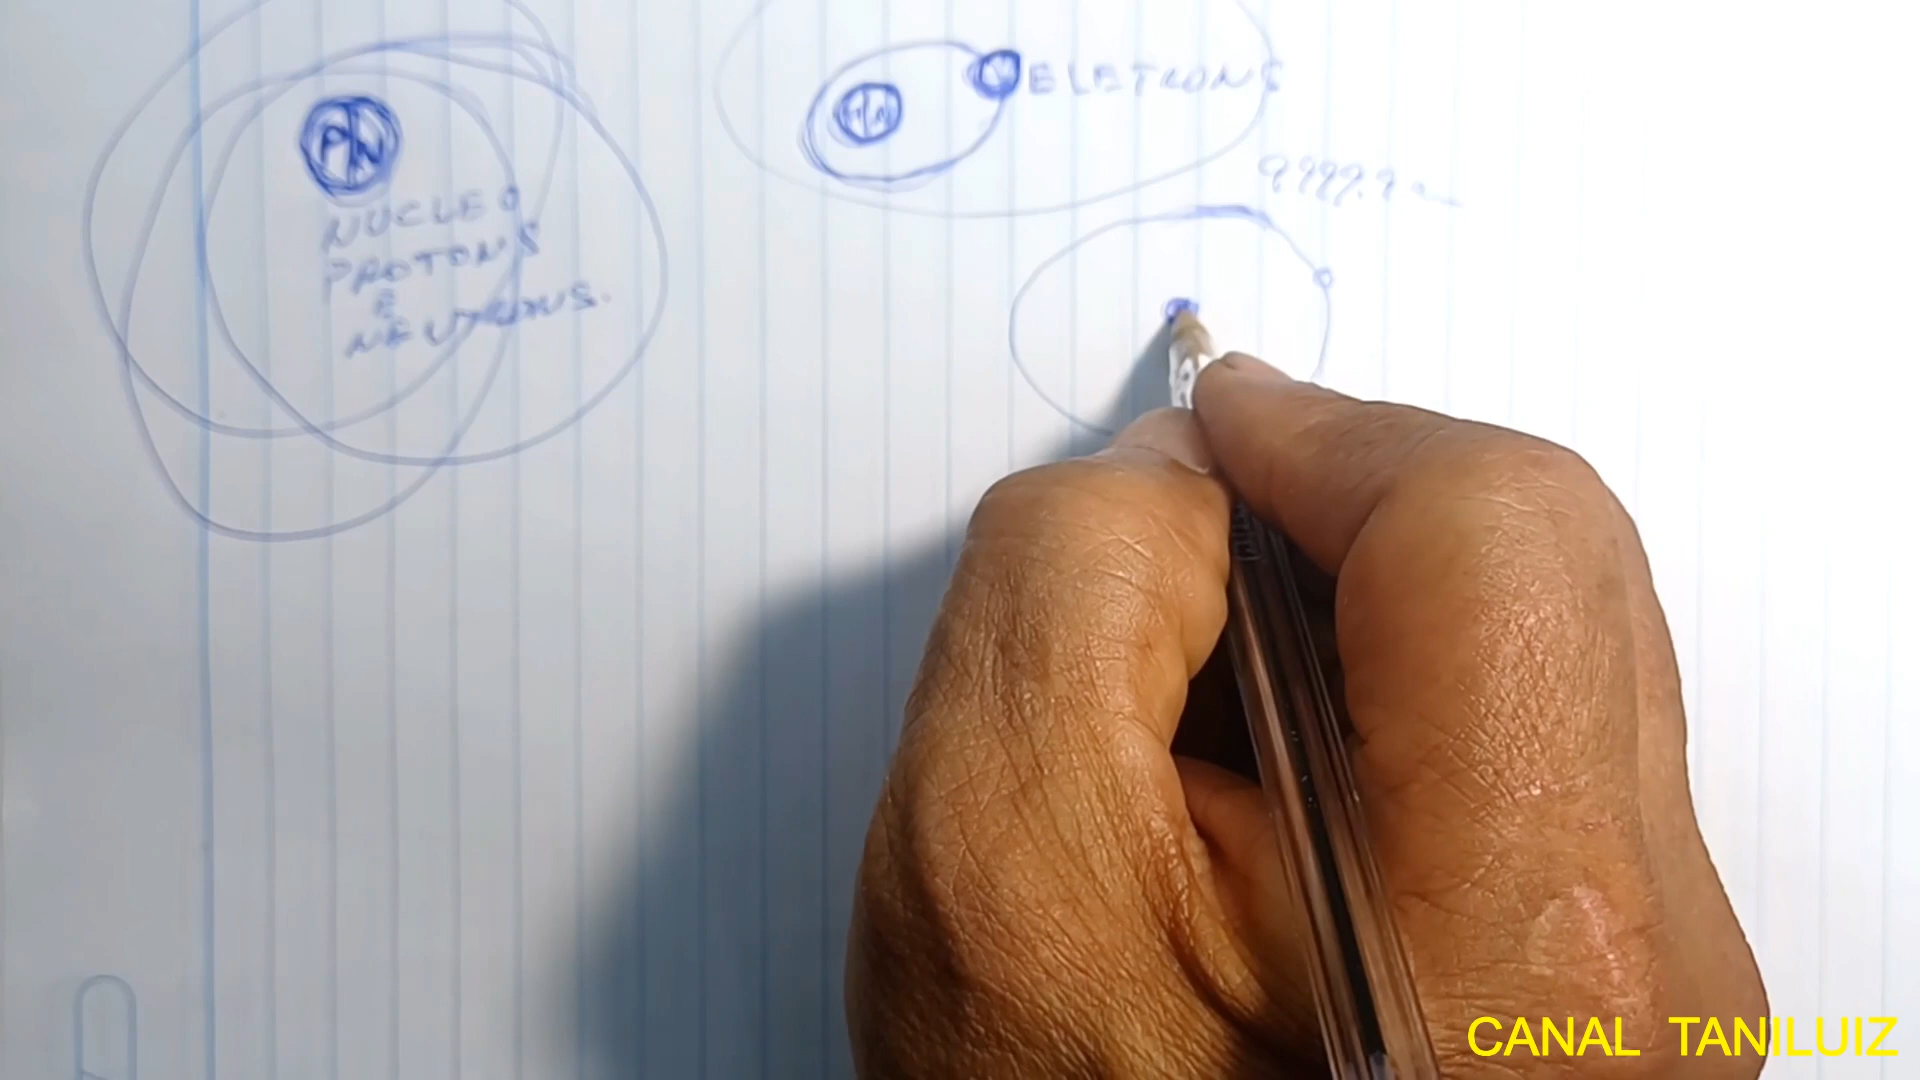 PN
NUCLEO
PROTONS
E
NEUTRONS.
ELETRONS
CANAL TANILUIZ